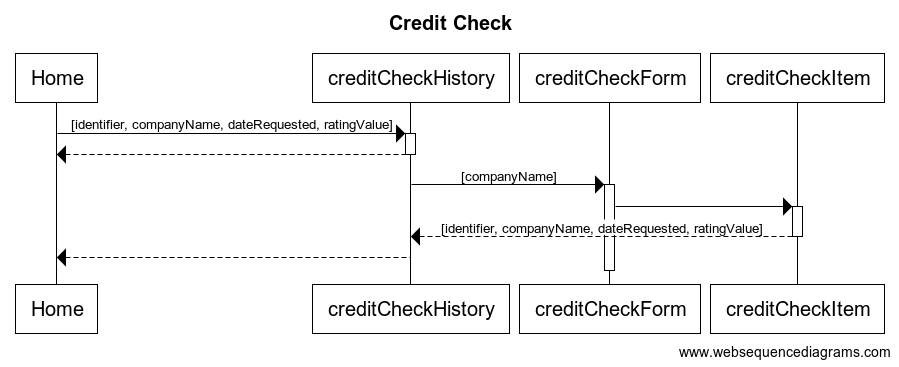 Credit Check
Home creditCheckHistory creditCheckForm creditCheckItem
[identifier, companyName, dateRequested, ratingValue]
[companyName]
[identifier, companyName, dateRequested, ratingValue]
Home creditCheckHistory creditCheckForm creditCheckItem
www.websequencediagrams.com